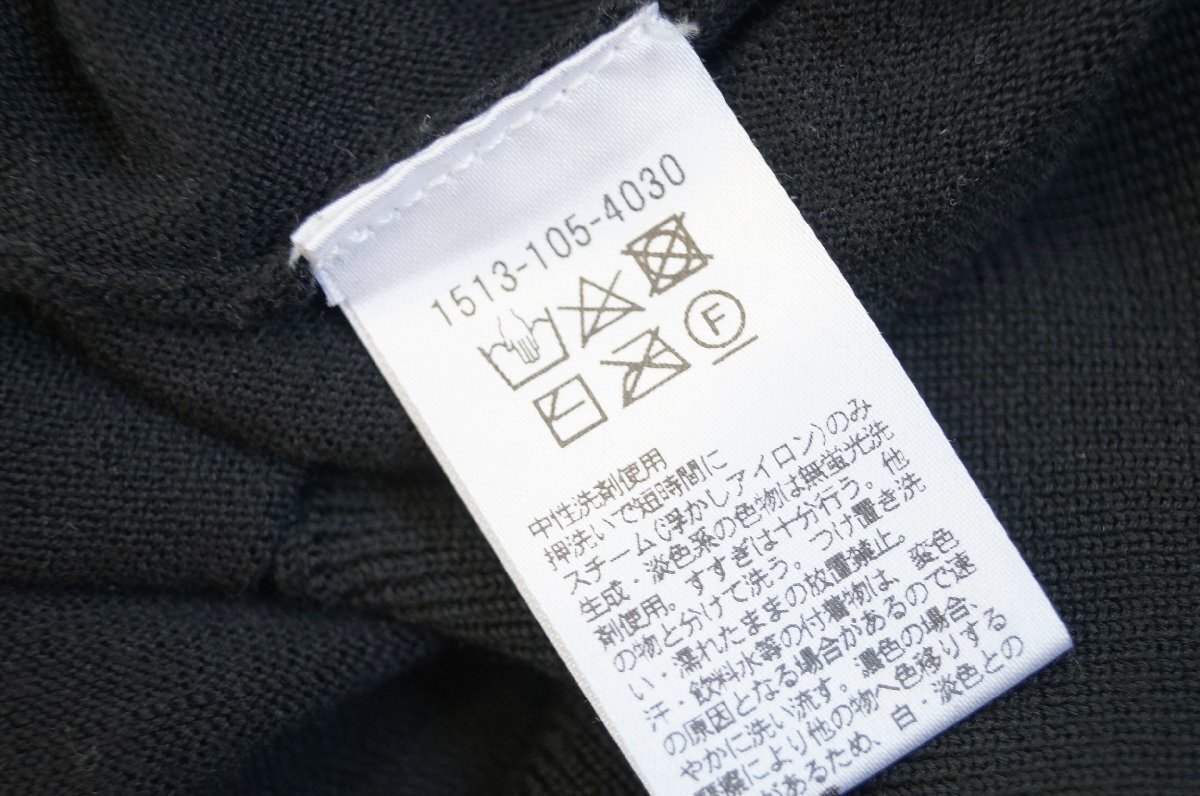 1513-105-4030
F
中性洗剤使用
押洗いで短時間に
スチーム(浮かしアイロン)のみ
生成・淡色系の色物は無蛍光洗
剤使用。すすぎは十分行う。他
の物と分けて洗う。つけ置き洗
い・濡れたままの放置離止。
汗・飲料水等の付着物は、変色
の原因となる場合があるので速
やかに洗い流す。濃色の場合、
により他の物へ色移りする
があるため、白・淡色との